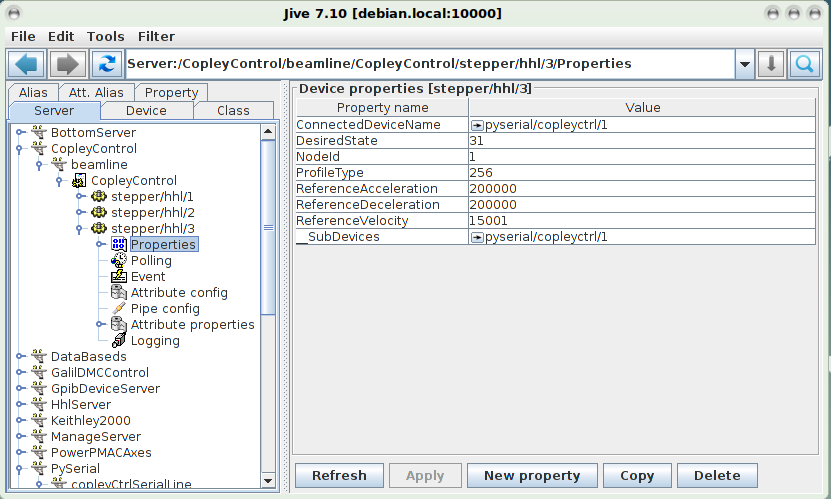 Jive 7.10 [debian.local:10000]
File Edit Tools Filter
Server:/CopleyControl/beamline/CopleyControl/stepper/hhl/3/Properties
Alias Att. Alias Property
Server Device Class
BottomServer
CopleyControl
beamline
CopleyControl
stepper/hhl/1
stepper/hhl/2
stepper/hhl/3
Properties
Polling
Event
Attribute config
Pipe config
Attribute properties
Logging
DataBaseds
GalilDMCControl
GpibDeviceServer
HhlServer
Keithley2000
ManageServer
PowerPMACAxes
PySerial
copleyCtrlSerialLine
Device properties [stepper/hhl/3]
Property name Value
ConnectedDeviceName pyserial/copleyctrl/1
DesiredState 31
NodeId 1
ProfileType 256
ReferenceAcceleration 200000
ReferenceDeceleration 200000
ReferenceVelocity 15001
__SubDevices pyserial/copleyctrl/1
Refresh Apply New property Copy Delete